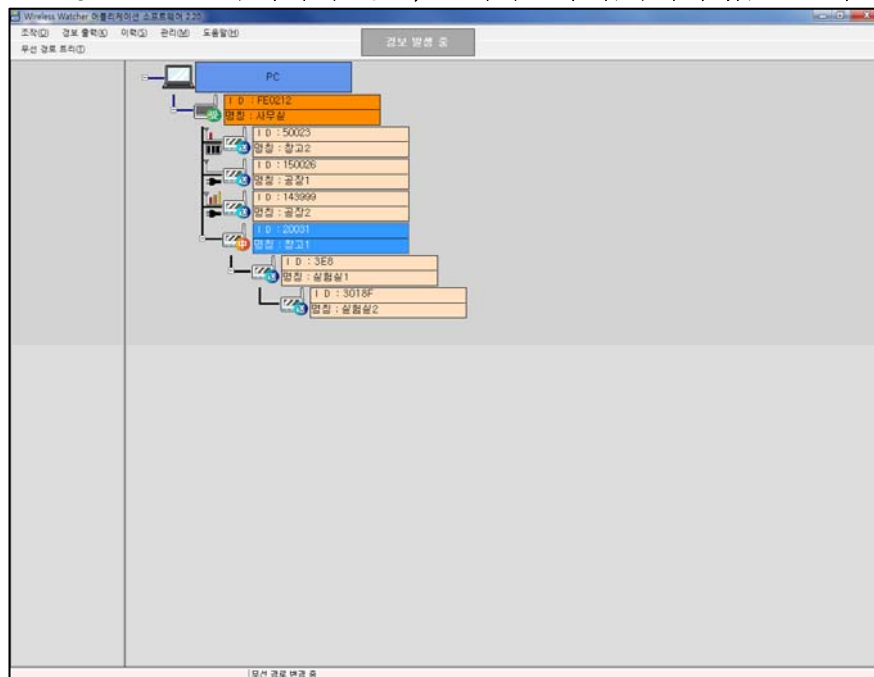 Wireless Watcher 어플리케이션 소프트웨어 2.20
조작(O) 경보 출력(K) 이력(S) 관리(M) 도움말(H)
경보 발생 중
무선 경로 트리(T)
PC
I D : FE0212
명칭 : 사무실
I D : 50023
명칭 : 창고2
I D : 150026
명칭 : 공장1
I D : 143999
명칭 : 공장2
I D : 20031
명칭 : 창고1
I D : 3E8
명칭 : 실험실1
I D : 3018F
명칭 : 실험실2
무선 경로 변경 중